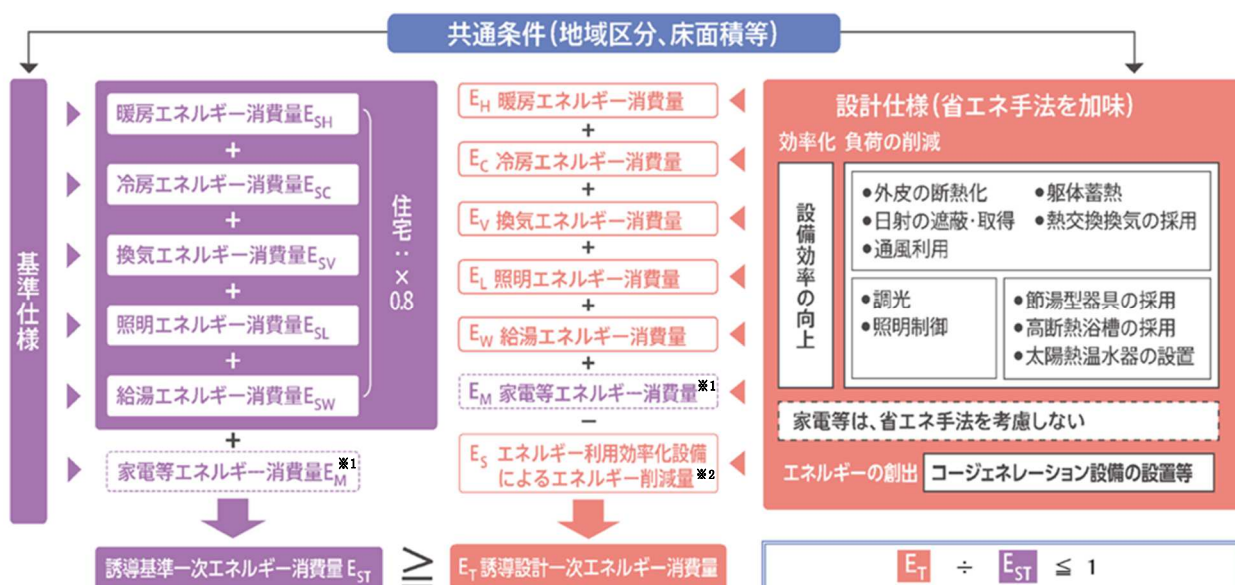 共通条件(地域区分、床面積等)
基準仕様
暖房エネルギー消費量ESH
+
冷房エネルギー消費量ESC
+
換気エネルギー消費量ESV
+
照明エネルギー消費量ESL
+
給湯エネルギー消費量ESW
住宅:×0.8
+
家電等エネルギー消費量EM※1
誘導基準一次エネルギー消費量 EST
≧
EH 暖房エネルギー消費量
+
EC 冷房エネルギー消費量
+
EV 換気エネルギー消費量
+
EL 照明エネルギー消費量
+
EW 給湯エネルギー消費量
+
EM 家電等エネルギー消費量※1
−
ES エネルギー利用効率化設備
によるエネルギー削減量※2
ET 誘導設計一次エネルギー消費量
設計仕様(省エネ手法を加味)
効率化 負荷の削減
設備効率の向上
●外皮の断熱化
●日射の遮蔽・取得
●通風利用
●躯体蓄熱
●熱交換換気の採用
●調光
●照明制御
●節湯型器具の採用
●高断熱浴槽の採用
●太陽熱温水器の設置
家電等は、省エネ手法を考慮しない
エネルギーの創出 コージェネレーション設備の設置等
ET ÷ EST ≦ 1